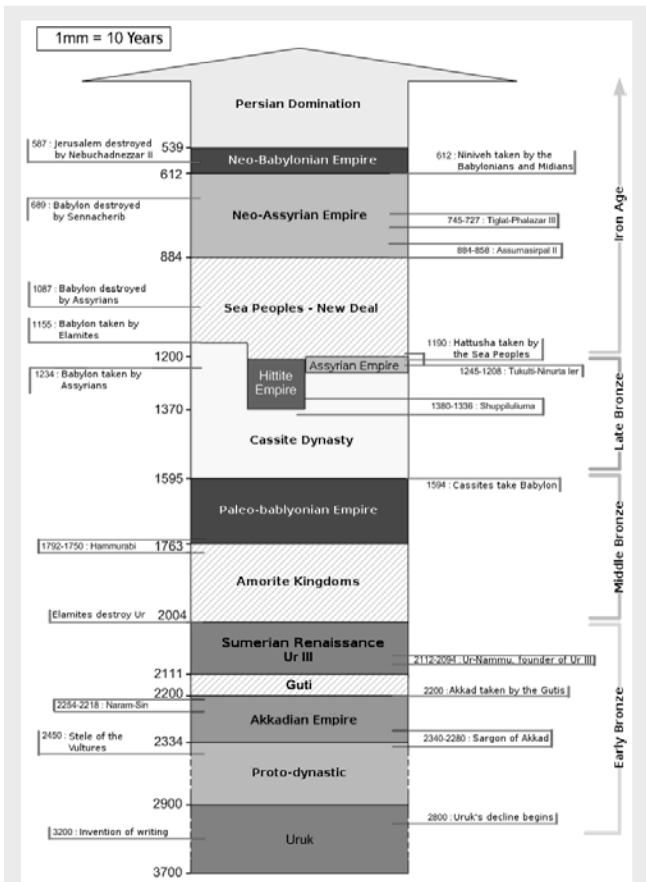 1mm = 10 Years
Persian Domination
587 : Jerusalem destroyed
by Nebuchadnezzar II
539
Neo-Babylonian Empire
612 : Niniveh taken by the
Babylonians and Midians
612
689 : Babylon destroyed
by Sennacherib
Neo-Assyrian Empire
745-727 : Tiglat-Phalazar III
884-858 : Assurnasirpal II
884
Iron Age
1087 : Babylon destroyed
by Assyrians
Sea Peoples - New Deal
1155 : Babylon taken by
Elamites
1190 : Hattusha taken by
the Sea Peoples
1200
Assyrian Empire
1245-1208 : Tukulti-Ninurta Ier
1234 : Babylon taken by
Assyrians
Hittite
Empire
1380-1336 : Shuppiluliuma
1370
Late Bronze
Cassite Dynasty
1595
1594 : Cassites take Babylon
Paleo-bablyonian Empire
1792-1750 : Hammurabi
1763
Middle Bronze
Amorite Kingdoms
Elamites destroy Ur
2004
Sumerian Renaissance
Ur III
2112-2094 : Ur-Nammu, founder of Ur III
2111
Guti
2200 : Akkad taken by the Gutis
2200
2254-2218 : Naram-Sin
Akkadian Empire
2450 : Stele of the
Vultures
2340-2280 : Sargon of Akkad
2334
Early Bronze
Proto-dynastic
2900
2800 : Uruk's decline begins
3200 : Invention of writing
Uruk
3700